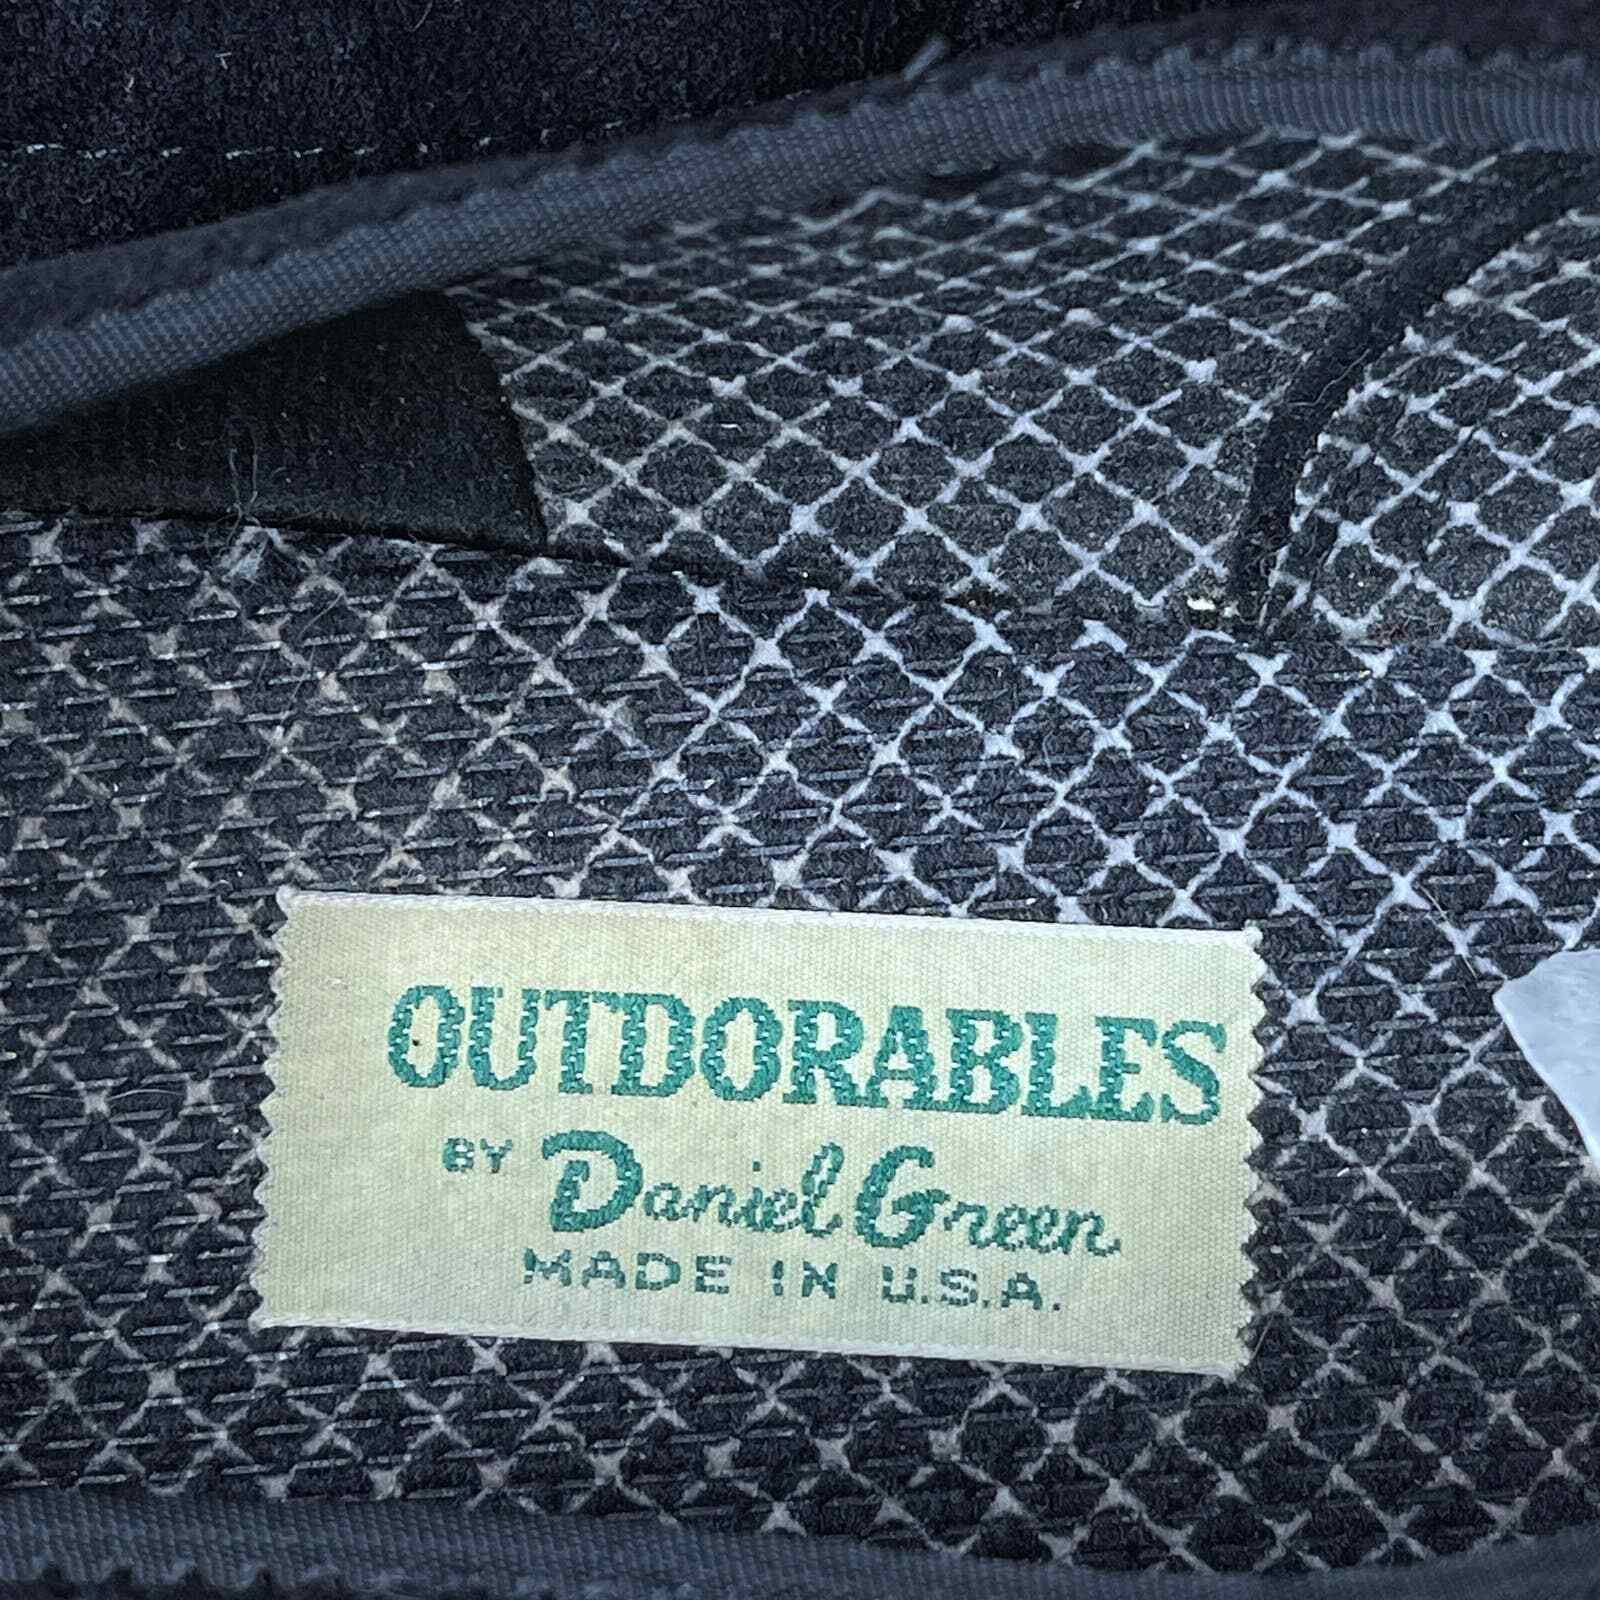 OUTDORABLES
BY Daniel Green
MADE IN U.S.A.